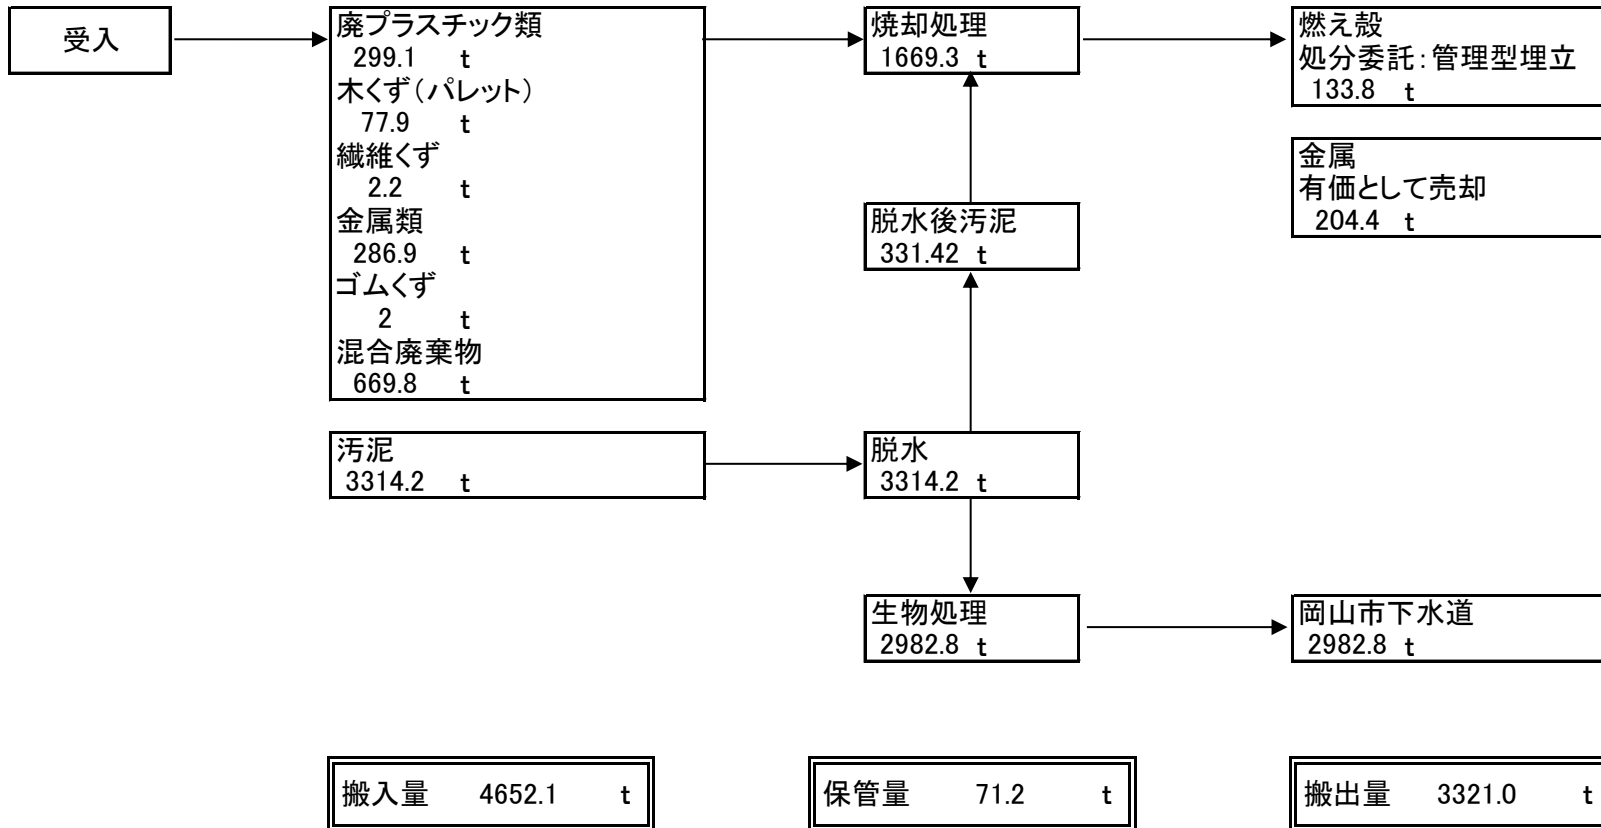 受入
廃プラスチック類
299.1 t
木くず（パレット）
77.9 t
繊維くず
2.2 t
金属類
286.9 t
ゴムくず
2 t
混合廃棄物
669.8 t
汚泥
3314.2 t
焼却処理
1669.3 t
脱水後汚泥
331.42 t
脱水
3314.2 t
生物処理
2982.8 t
燃え殻
処分委託：管理型埋立
133.8 t
金属
有価として売却
204.4 t
岡山市下水道
2982.8 t
搬入量 4652.1 t
保管量 71.2 t
搬出量 3321.0 t